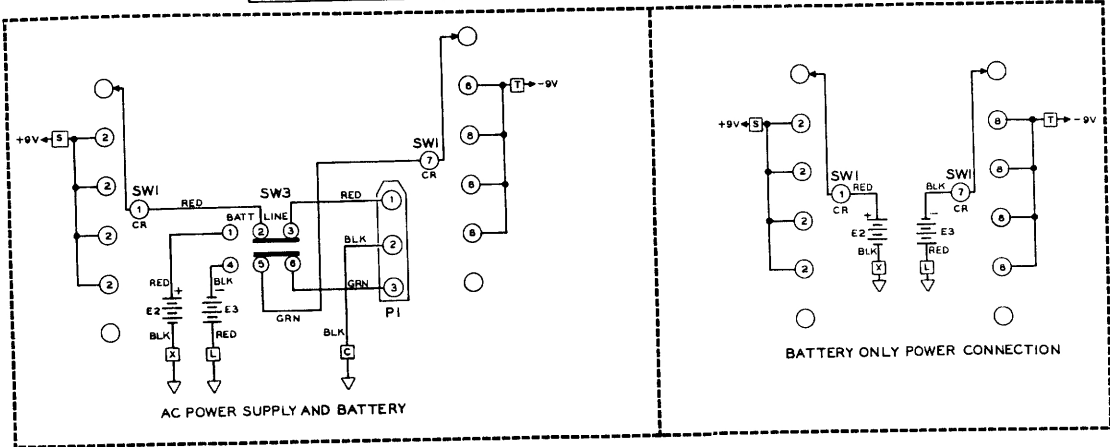 SW1
8
T
-9V
+9V
S
2
8
SW1
7
CR
2
8
SW1
1
CR
RED
SW3
RED
1
BATT
LINE
1
2
3
2
8
BLK
2
4
5
6
2
RED
BLK
GRN
3
+
E2
-
E3
GRN
P1
BLK
RED
BLK
X
L
C
AC POWER SUPPLY AND BATTERY
+9V
S
2
8
T
-9V
2
8
SW1
1
RED
CR
SW1
BLK
7
CR
2
8
+
E2
-
E3
BLK
RED
2
8
X
L
BATTERY ONLY POWER CONNECTION